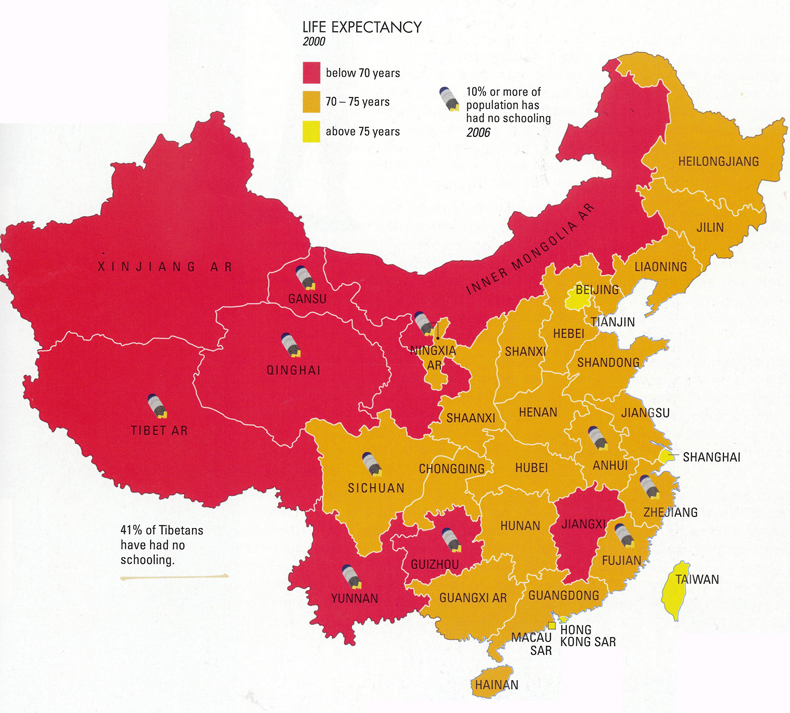 LIFE EXPECTANCY
2000
below 70 years
70 – 75 years
above 75 years
10% or more of
population has
had no schooling
2006
HEILONGJIANG
JILIN
LIAONING
INNER MONGOLIA AR
XINJIANG AR
GANSU
BEIJING
TIANJIN
HEBEI
NINGXIA
AR
SHANXI
SHANDONG
QINGHAI
TIBET AR
SHAANXI
HENAN
JIANGSU
SICHUAN
CHONGQING
HUBEI
ANHUI
SHANGHAI
ZHEJIANG
41% of Tibetans
have had no
schooling.
HUNAN
JIANGXI
FUJIAN
GUIZHOU
YUNNAN
GUANGXI AR
GUANGDONG
TAIWAN
MACAU
SAR
HONG
KONG SAR
HAINAN